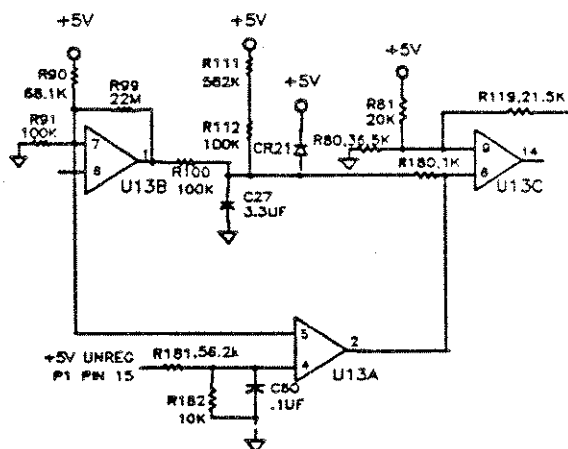 +5V
R90
68.1K
R99
22M
R91
100K
7
6
1
U13B
R100
100K
+5V
R111
562K
R112
100K
+5V
CR21
C27
3.3UF
+5V
R81
20K
R80,36.5K
R119,21.5K
R180,1K
9
8
14
U13C
+5V UNREG
P1 PIN 15
R181,56.2k
R182
10K
C80
.1UF
5
4
2
U13A